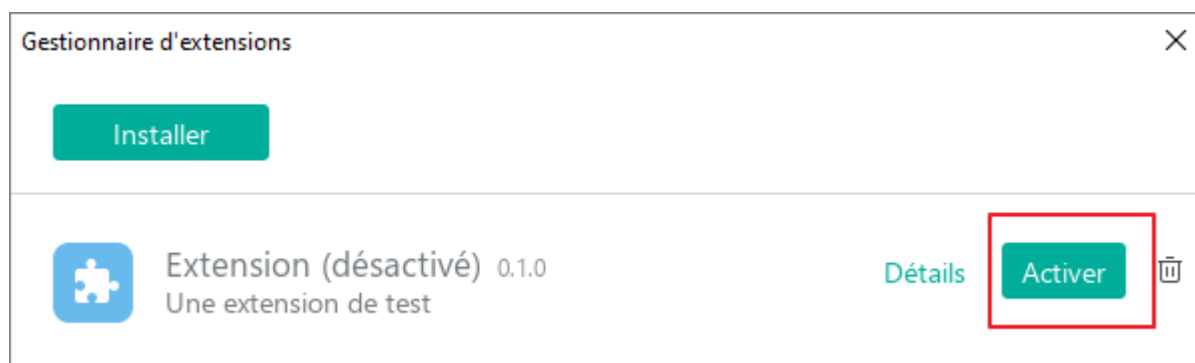 Gestionnaire d'extensions
Installer
Extension (désactivé) 0.1.0
Une extension de test
Détails
Activer